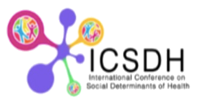 ICSDH
International Conference on
Social Determinants of Health